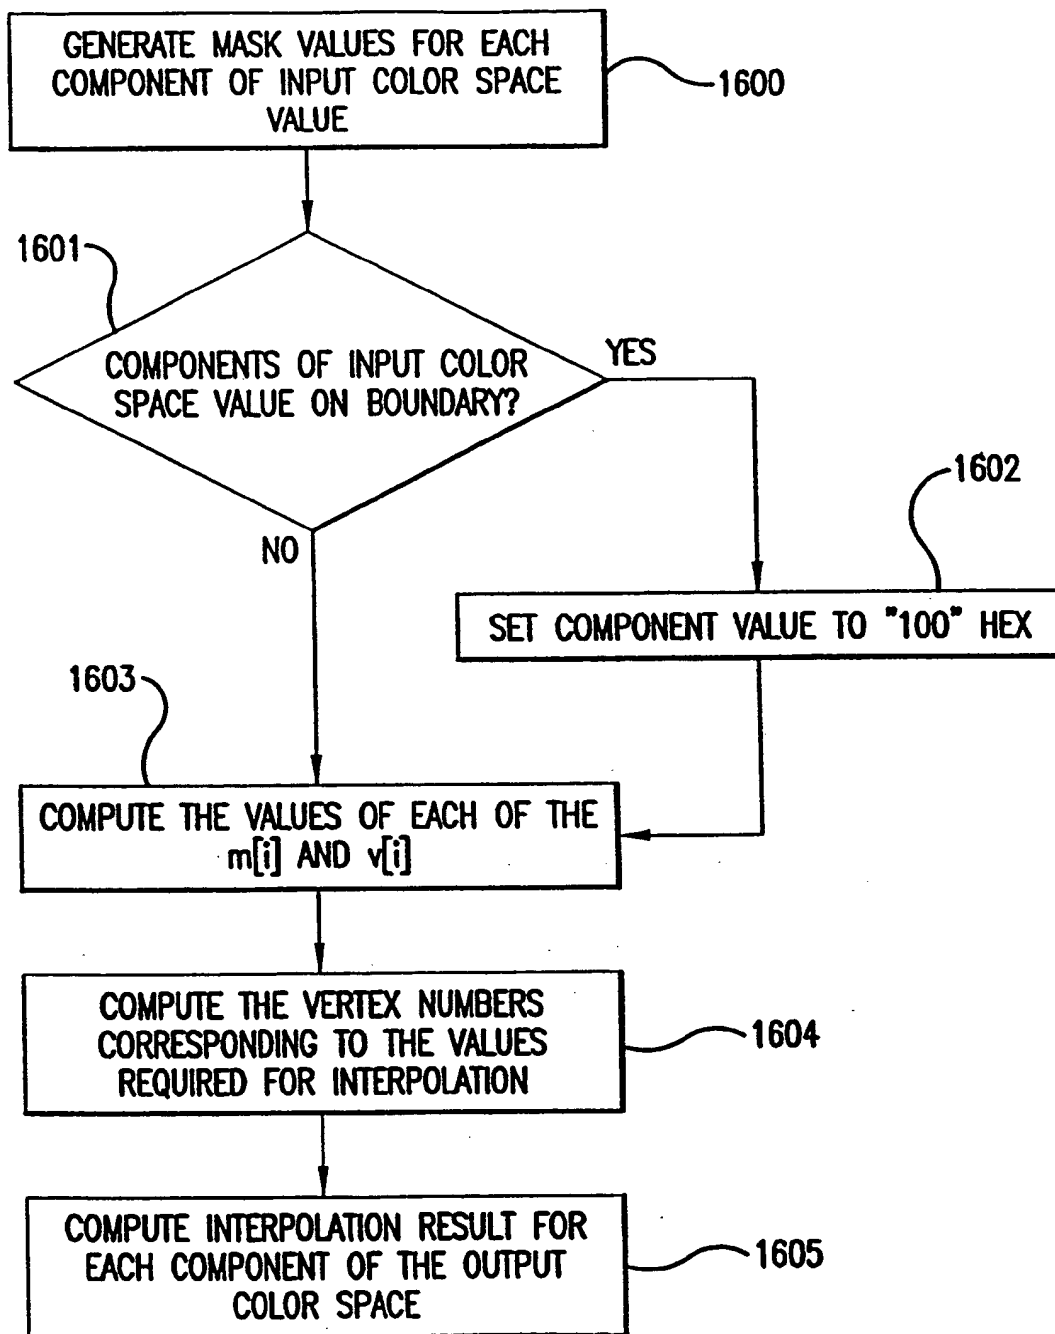 GENERATE MASK VALUES FOR EACH
COMPONENT OF INPUT COLOR SPACE
VALUE
1600
1601
COMPONENTS OF INPUT COLOR
SPACE VALUE ON BOUNDARY?
YES
NO
1602
SET COMPONENT VALUE TO "100" HEX
1603
COMPUTE THE VALUES OF EACH OF THE
m[i] AND v[i]
COMPUTE THE VERTEX NUMBERS
CORRESPONDING TO THE VALUES
REQUIRED FOR INTERPOLATION
1604
COMPUTE INTERPOLATION RESULT FOR
EACH COMPONENT OF THE OUTPUT
COLOR SPACE
1605